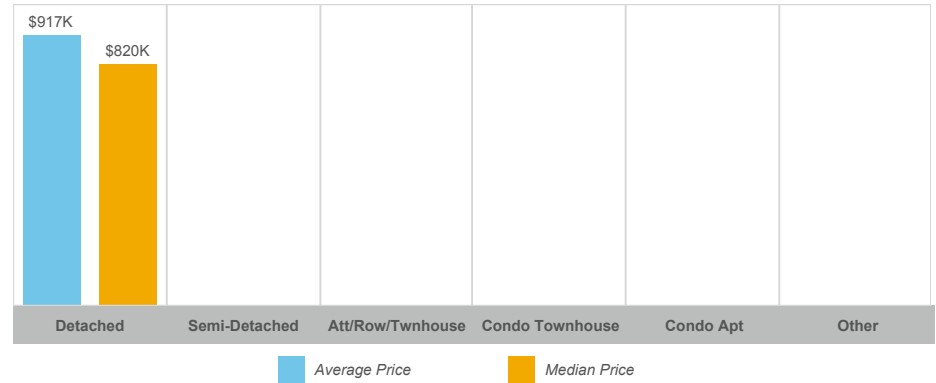 $917K
$820K
Detached Semi-Detached Att/Row/Twnhouse Condo Townhouse Condo Apt Other
Average Price Median Price